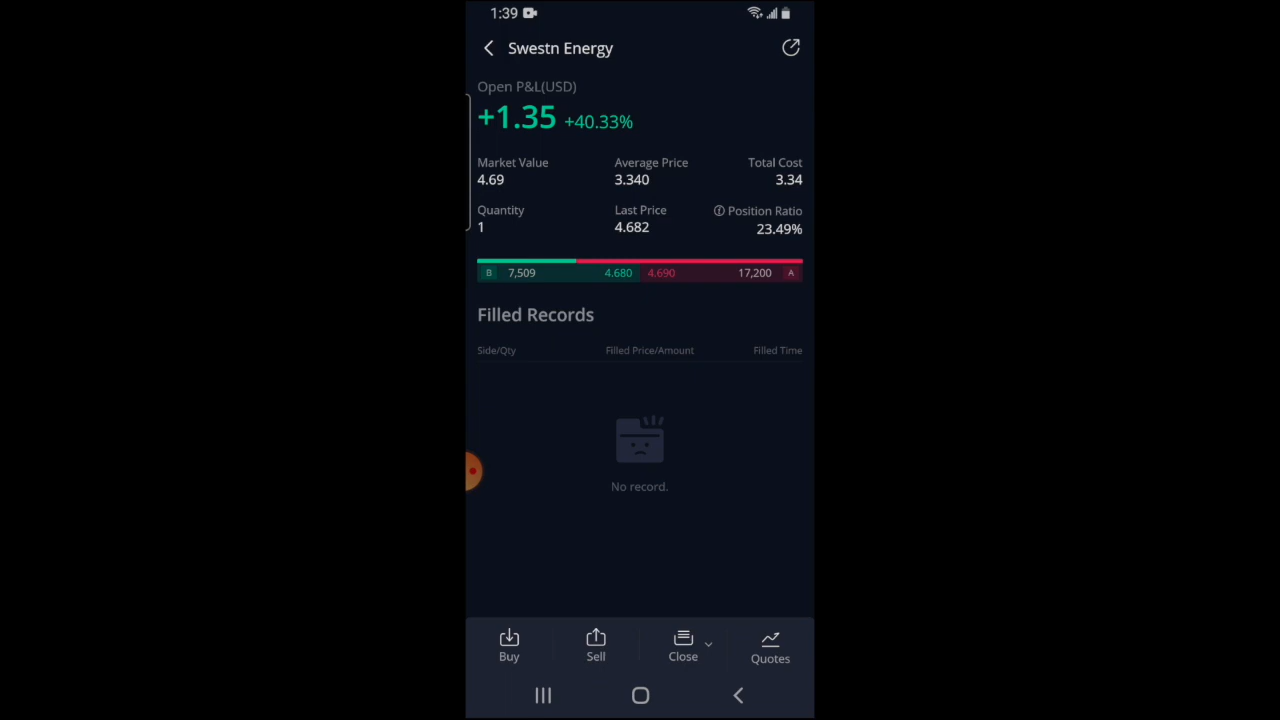 1:39
Swestn Energy
Open P&L(USD)
+1.35 +40.33%
Market Value Average Price Total Cost
4.69 3.340 3.34
Quantity Last Price Position Ratio
1 4.682 23.49%
B 7,509 4.680 4.690 17,200 A
Filled Records
Side/Qty Filled Price/Amount Filled Time
No record.
Buy Sell Close Quotes